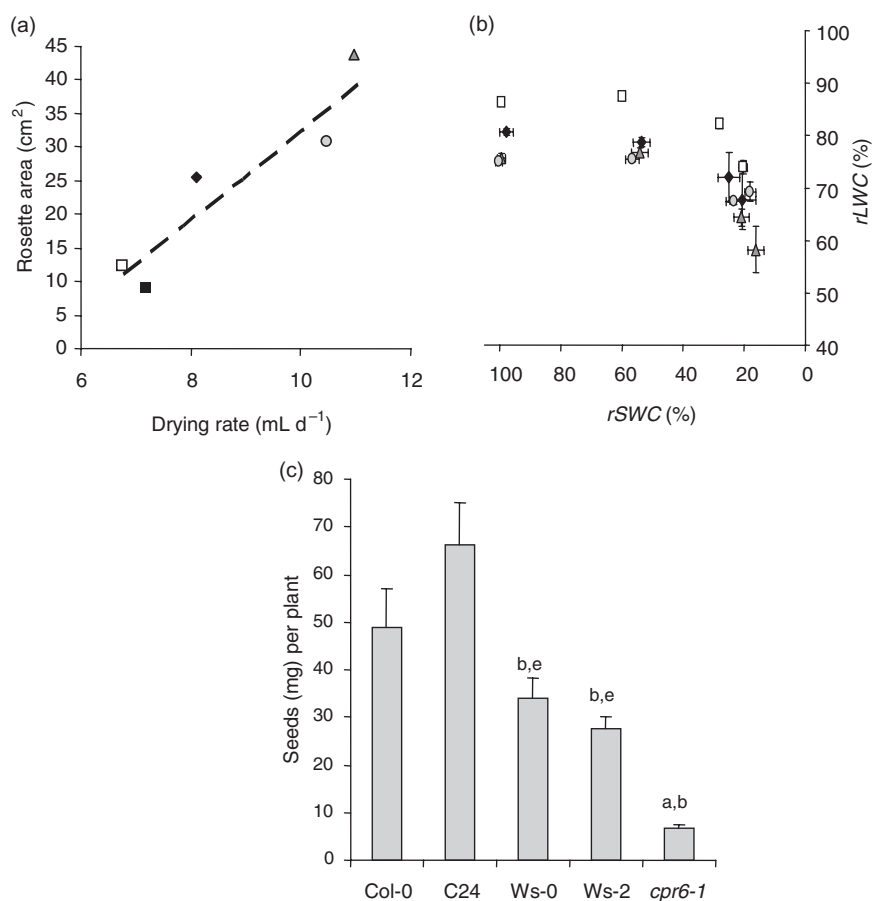 (a)
45
40
35
30
25
20
15
10
5
0
Rosette area (cm²)
6 8 10 12
Drying rate (mL d⁻¹)
(b)
100
90
80
70
60
50
40
rLWC (%)
100 80 60 40 20 0
rSWC (%)
(c)
80
70
60
50
40
30
20
10
0
Seeds (mg) per plant
b,e
b,e
a,b
Col-0 C24 Ws-0 Ws-2 cpr6-1